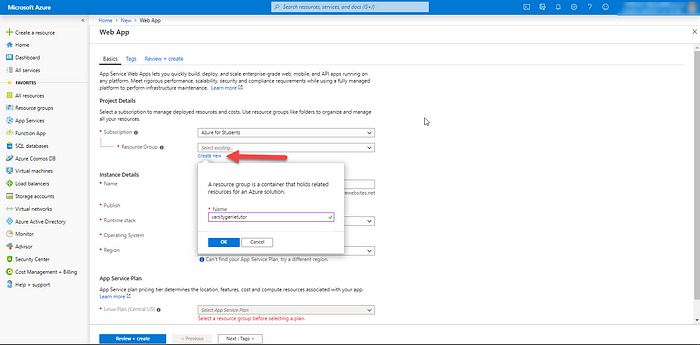 Microsoft Azure
Search resources, services, and docs (G+/)
Create a resource
Home
Dashboard
All services
FAVORITES
All resources
Resource groups
App Services
Function App
SQL databases
Azure Cosmos DB
Virtual machines
Load balancers
Storage accounts
Virtual networks
Azure Active Directory
Monitor
Advisor
Security Center
Cost Management + Billing
Help + support
Home > New > Web App
Web App
Basics Tags Review + create
App Service Web Apps lets you quickly build, deploy, and scale enterprise-grade web, mobile, and API apps running on
any platform. Meet rigorous performance, scalability, security and compliance requirements while using a fully managed
platform to perform infrastructure maintenance. Learn more
Project Details
Select a subscription to manage deployed resources and costs. Use resource groups like folders to organize and manage
all your resources.
* Subscription
Azure for Students
* Resource Group
Select existing...
Create new
A resource group is a container that holds related
resources for an Azure solution.
* Name
varsitygenietutor
OK Cancel
Instance Details
* Name
websites.net
* Publish
* Runtime stack
* Operating System
* Region
Can't find your App Service Plan, try a different region.
App Service Plan
App Service plan pricing tier determines the location, features, cost and compute resources associated with your app.
Learn more
* Linux Plan (Central US)
Select App Service Plan
Select a resource group before selecting a plan.
Review + create < Previous Next : Tags >